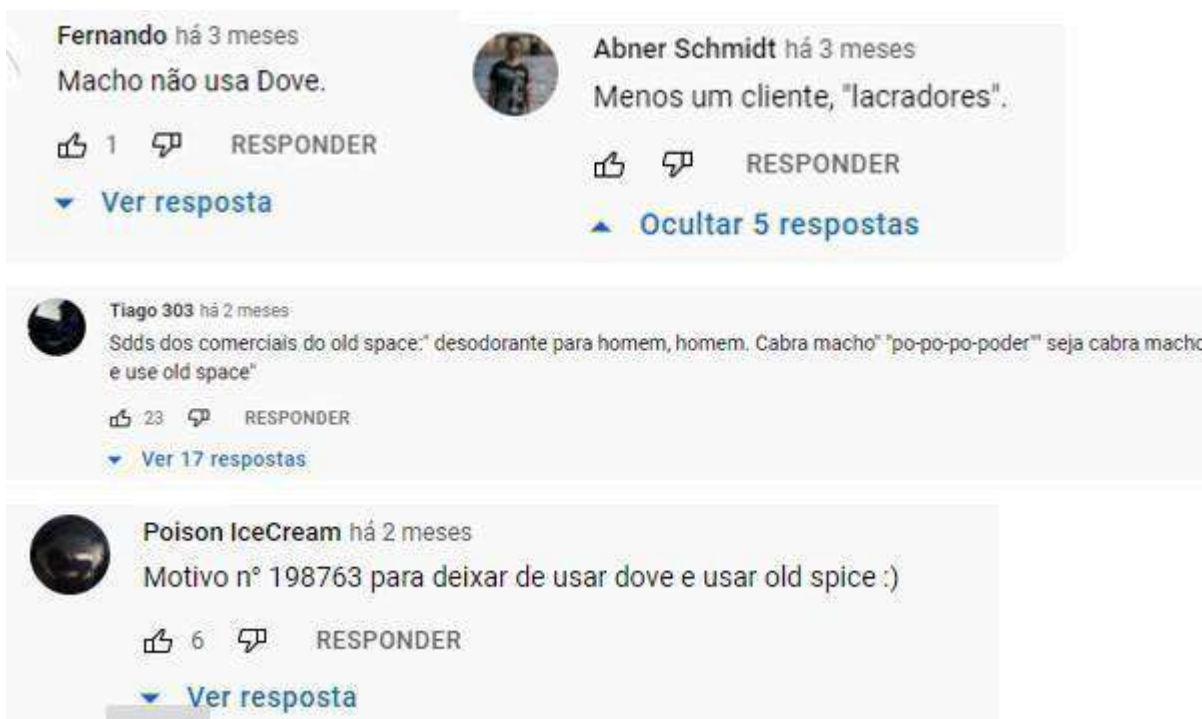 Fernando há 3 meses
Macho não usa Dove.
1 RESPONDER
Ver resposta
Abner Schmidt há 3 meses
Menos um cliente, "lacradores".
RESPONDER
Ocultar 5 respostas
Tiago 303 há 2 meses
Sdds dos comerciais do old space:" desodorante para homem, homem. Cabra macho" "po-po-po-poder"" seja cabra macho
e use old space"
23 RESPONDER
Ver 17 respostas
Poison IceCream há 2 meses
Motivo n° 198763 para deixar de usar dove e usar old spice :)
6 RESPONDER
Ver resposta